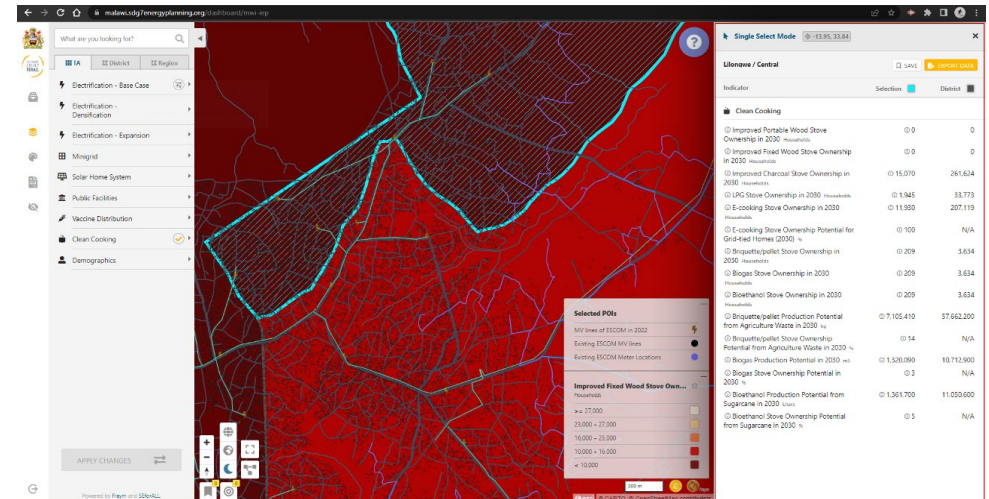 malawi.sdg7energyplanning.org/dashboard/mwi-iep
What are you looking for?
TA District Region
Electrification - Base Case
Electrification -
Densification
Electrification - Expansion
Minigrid
Solar Home System
Public Facilities
Vaccine Distribution
Clean Cooking
Demographics
APPLY CHANGES
Powered by Fraym and SEforALL.
?
Selected POIs
MV lines of ESCOM in 2022
Existing ESCOM MV lines
Existing ESCOM Meter Locations
Improved Fixed Wood Stove Own...
Households
>= 27,000
23,000 - 27,000
16,000 - 23,000
10,000 - 16,000
< 10,000
300 m
© CARTO, © OpenStreetMap contributors
Single Select Mode -13.95, 33.84
Lilongwe / Central SAVE EXPORT DATA
Indicator Selection District
Clean Cooking
Improved Portable Wood Stove 0 0
Ownership in 2030 Households
Improved Fixed Wood Stove Ownership 0 0
in 2030 Households
Improved Charcoal Stove Ownership in 15,070 261,624
2030 Households
LPG Stove Ownership in 2030 Households 1,945 33,773
E-cooking Stove Ownership in 2030 11,930 207,119
Households
E-cooking Stove Ownership Potential for 100 N/A
Grid-tied Homes (2030) %
Briquette/pellet Stove Ownership in 209 3,634
2030 Households
Biogas Stove Ownership in 2030 209 3,634
Households
Bioethanol Stove Ownership in 2030 209 3,634
Households
Briquette/pellet Production Potential 7,105,410 57,662,200
from Agriculture Waste in 2030 kg
Briquette/pellet Stove Ownership 14 N/A
Potential from Agriculture Waste in 2030 %
Biogas Production Potential in 2030 m3 1,320,090 10,712,900
Biogas Stove Ownership Potential in 3 N/A
2030 %
Bioethanol Production Potential from 1,361,700 11,050,600
Sugarcane in 2030 Liters
Bioethanol Stove Ownership Potential 5 N/A
from Sugarcane in 2030 %